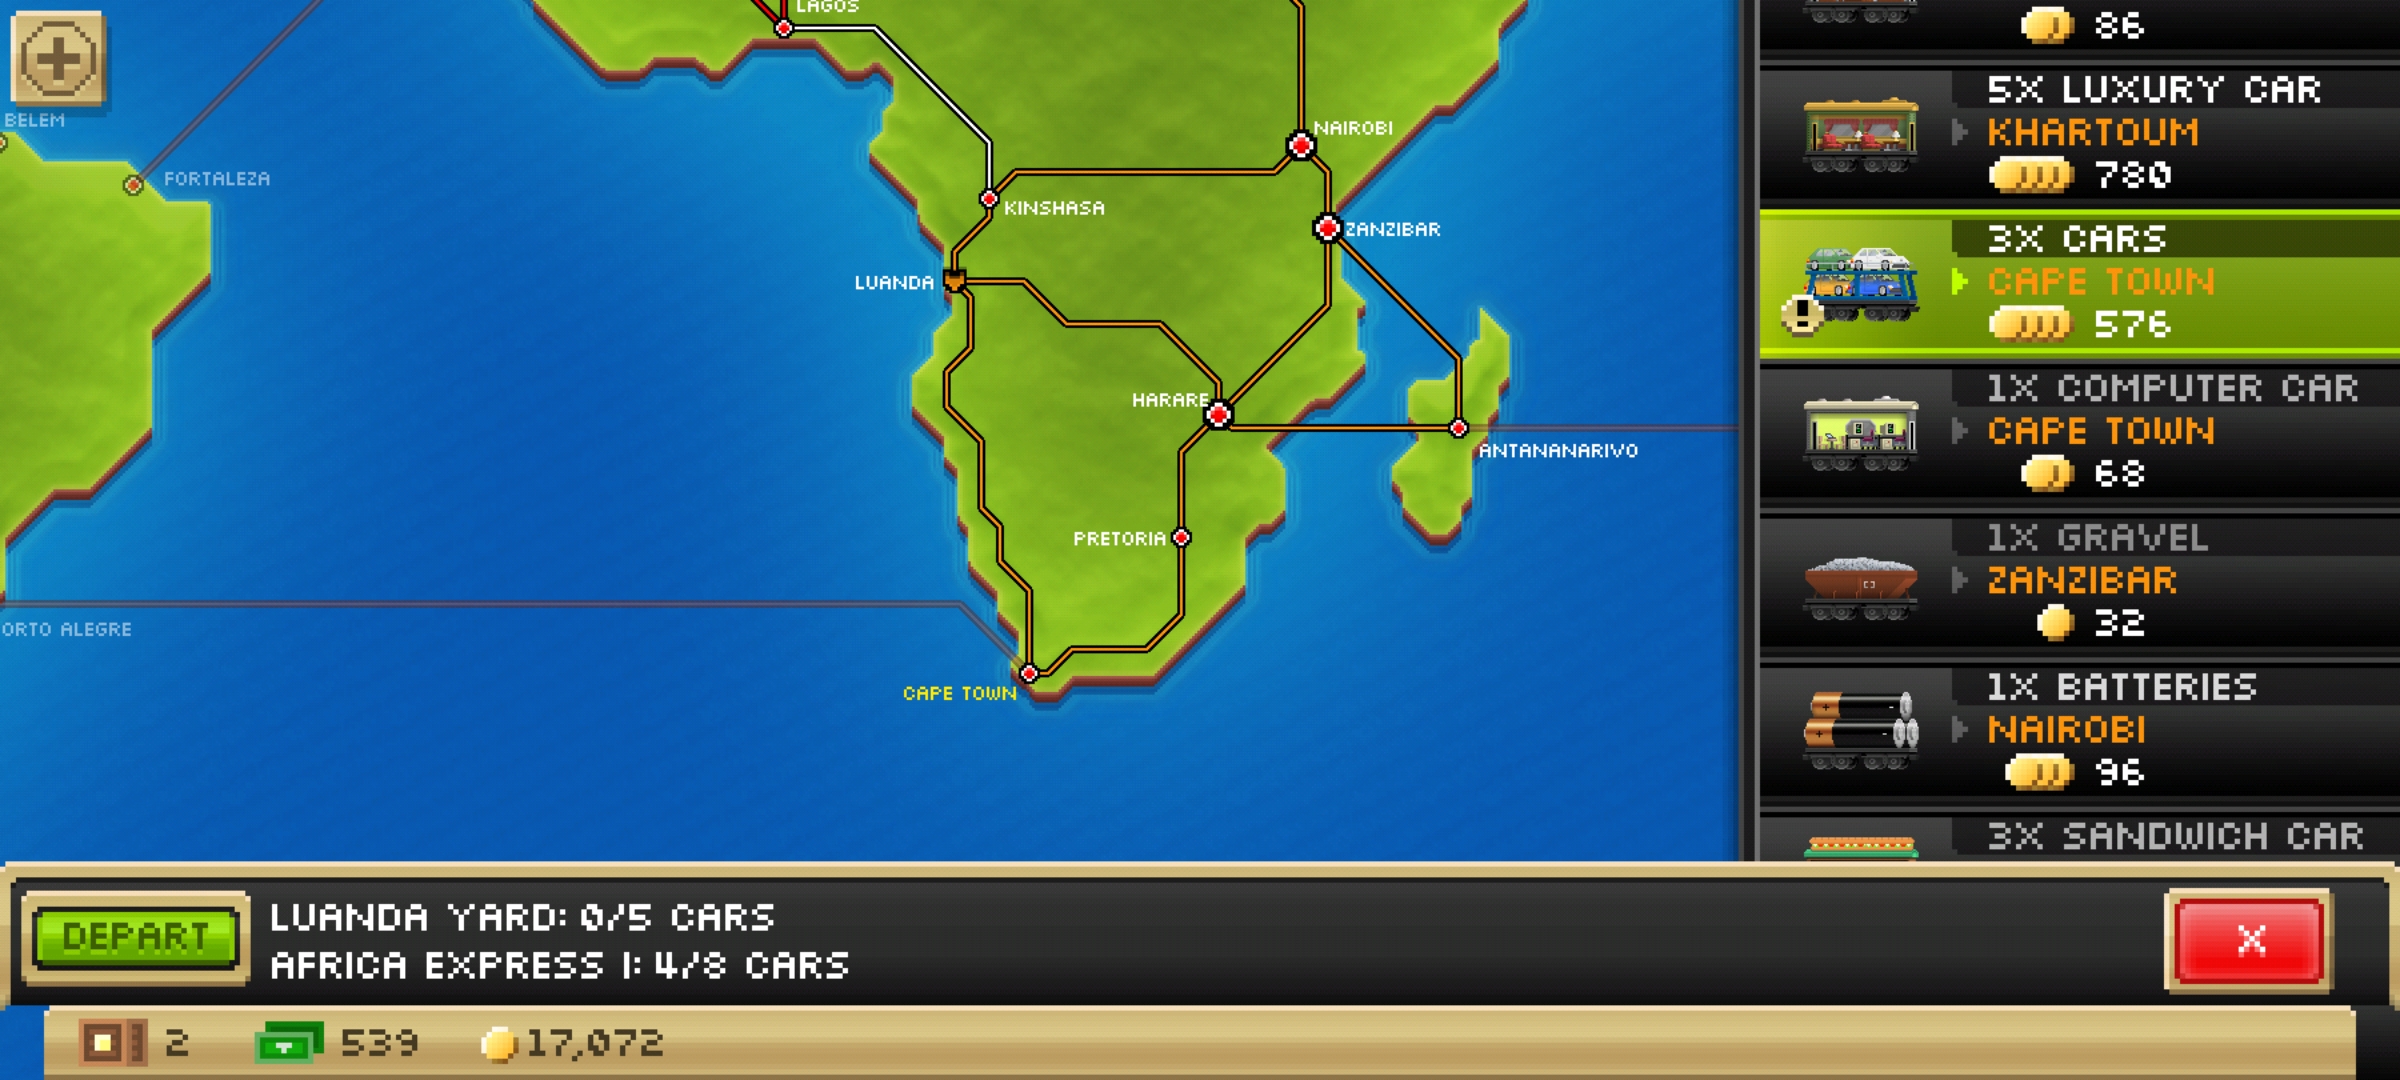 LAGOS
BELEM
FORTALEZA
NAIROBI
KINSHASA
ZANZIBAR
LUANDA
HARARE
ANTANANARIVO
PRETORIA
ORTO ALEGRE
CAPE TOWN
86
5X LUXURY CAR
KHARTOUM
780
3X CARS
CAPE TOWN
576
1X COMPUTER CAR
CAPE TOWN
68
1X GRAVEL
ZANZIBAR
32
1X BATTERIES
NAIROBI
96
3X SANDWICH CAR
DEPART
LUANDA YARD: 0/5 CARS
AFRICA EXPRESS I: 4/8 CARS
X
2
539
17,072